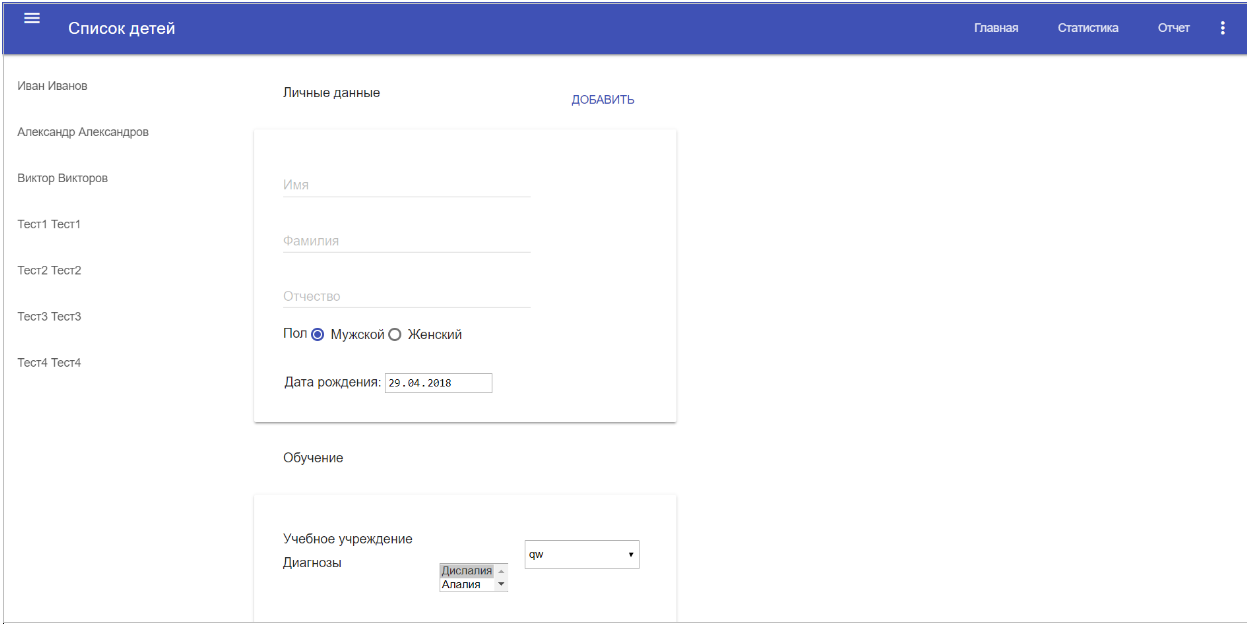 Список детей
Главная Статистика Отчет
Иван Иванов
Александр Александров
Виктор Викторов
Тест1 Тест1
Тест2 Тест2
Тест3 Тест3
Тест4 Тест4
Личные данные ДОБАВИТЬ
Имя
Фамилия
Отчество
Пол Мужской Женский
Дата рождения: 29.04.2018
Обучение
Учебное учреждение qw
Диагнозы Дислалия
Алалия